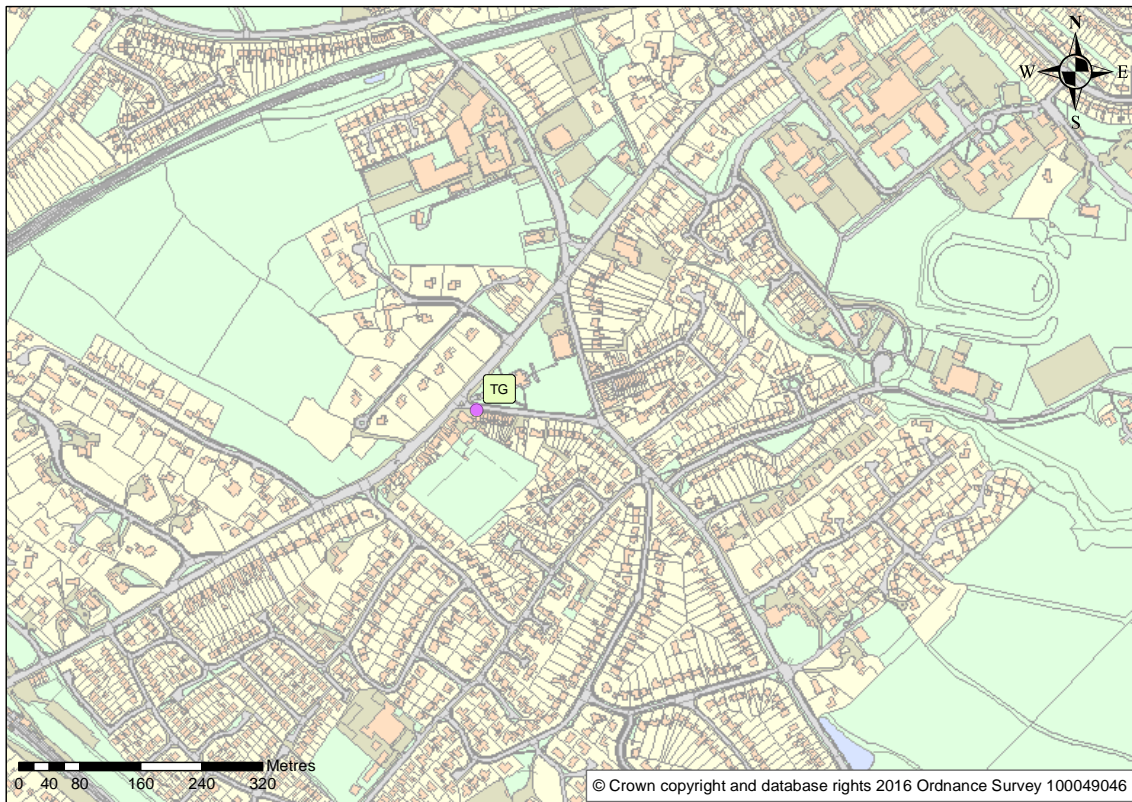 N
W E
S
TG
Metres
0 40 80 160 240 320
© Crown copyright and database rights 2016 Ordnance Survey 100049046